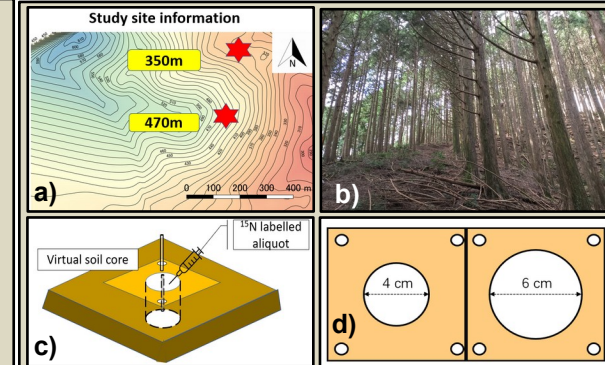 Study site information
350m
470m
N
0 100 200 300 400 m
a)
b)
15N labelled
aliquot
Virtual soil core
c)
4 cm
6 cm
d)